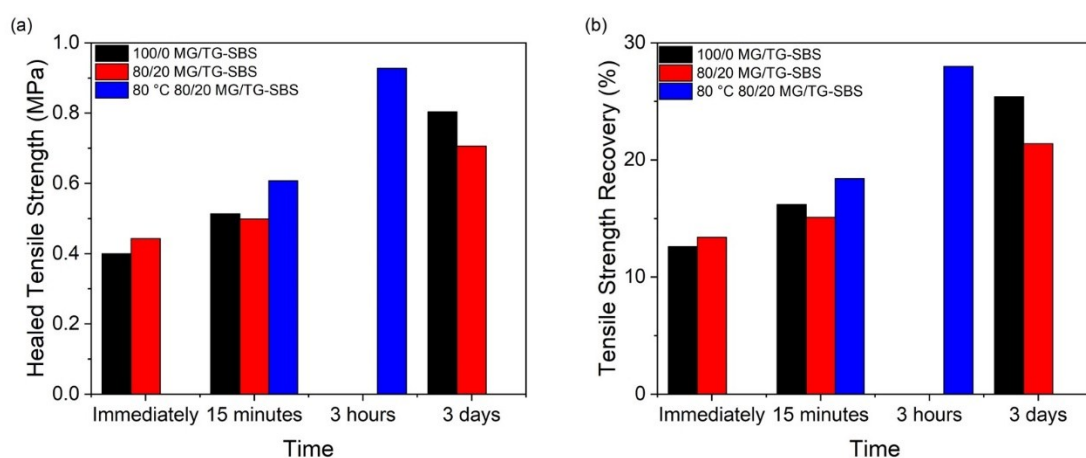 (a)
Healed Tensile Strength (MPa)
1.0
0.8
0.6
0.4
0.2
0.0
100/0 MG/TG-SBS
80/20 MG/TG-SBS
80 °C 80/20 MG/TG-SBS
Immediately 15 minutes 3 hours 3 days
Time
(b)
Tensile Strength Recovery (%)
30
20
10
0
100/0 MG/TG-SBS
80/20 MG/TG-SBS
80 °C 80/20 MG/TG-SBS
Immediately 15 minutes 3 hours 3 days
Time